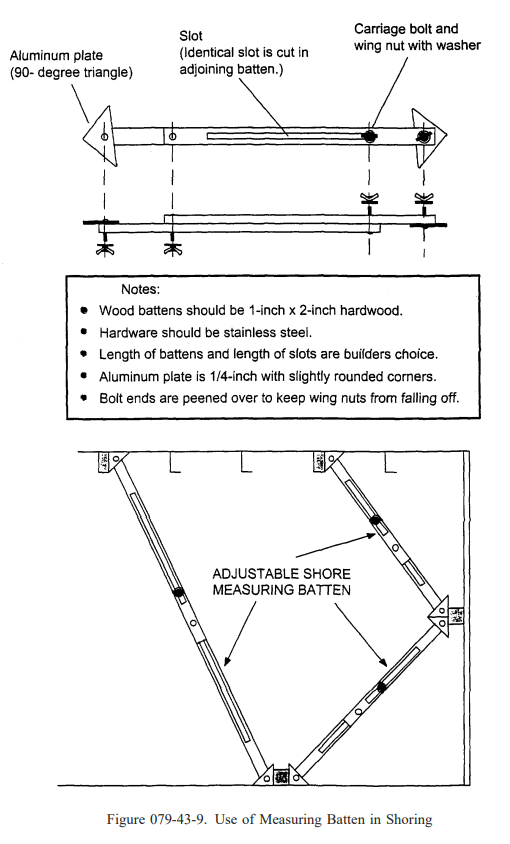 Aluminum plate
(90- degree triangle)
Slot
(Identical slot is cut in
adjoining batten.)
Carriage bolt and
wing nut with washer
Notes:
Wood battens should be 1-inch x 2-inch hardwood.
Hardware should be stainless steel.
Length of battens and length of slots are builders choice.
Aluminum plate is 1/4-inch with slightly rounded corners.
Bolt ends are peened over to keep wing nuts from falling off.
ADJUSTABLE SHORE
MEASURING BATTEN
Figure 079-43-9. Use of Measuring Batten in Shoring